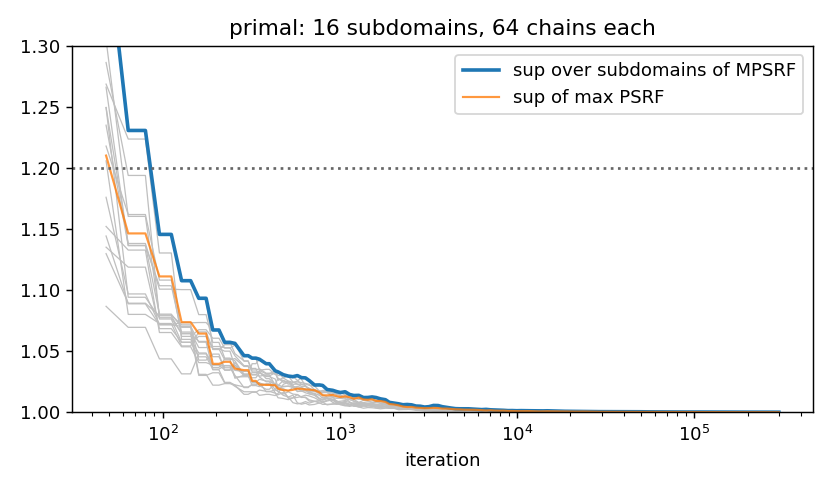 primal: 16 subdomains, 64 chains each
1.30
1.25
1.20
1.15
1.10
1.05
1.00
sup over subdomains of MPSRF
sup of max PSRF
10²
10³
10⁴
10⁵
iteration